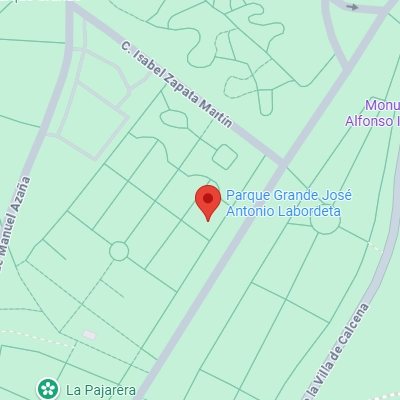 C. Isabel Zapata Martín
Monu
Alfonso I
Parque Grande José
Antonio Labordeta
Manuel Azaña
la Villa de Calcena
La Pajarera